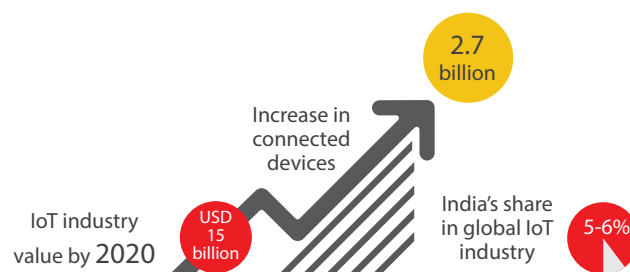 2.7
billion
Increase in
connected
devices
IoT industry
value by 2020
USD
15
billion
India’s share
in global IoT
industry
5-6%